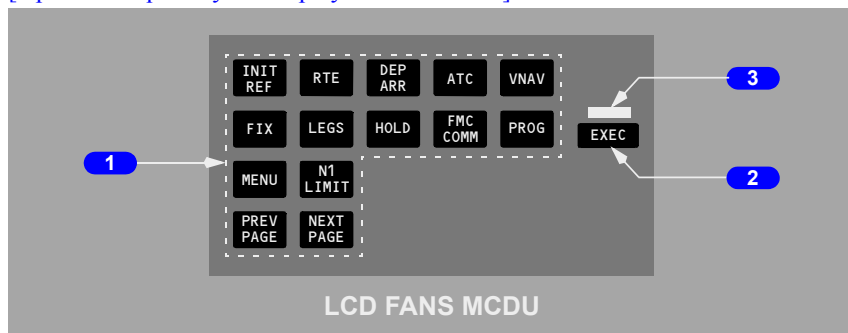 INIT
REF
RTE
DEP
ARR
ATC
VNAV
3
FIX
LEGS
HOLD
FMC
COMM
PROG
EXEC
1
MENU
N1
LIMIT
2
PREV
PAGE
NEXT
PAGE
LCD FANS MCDU